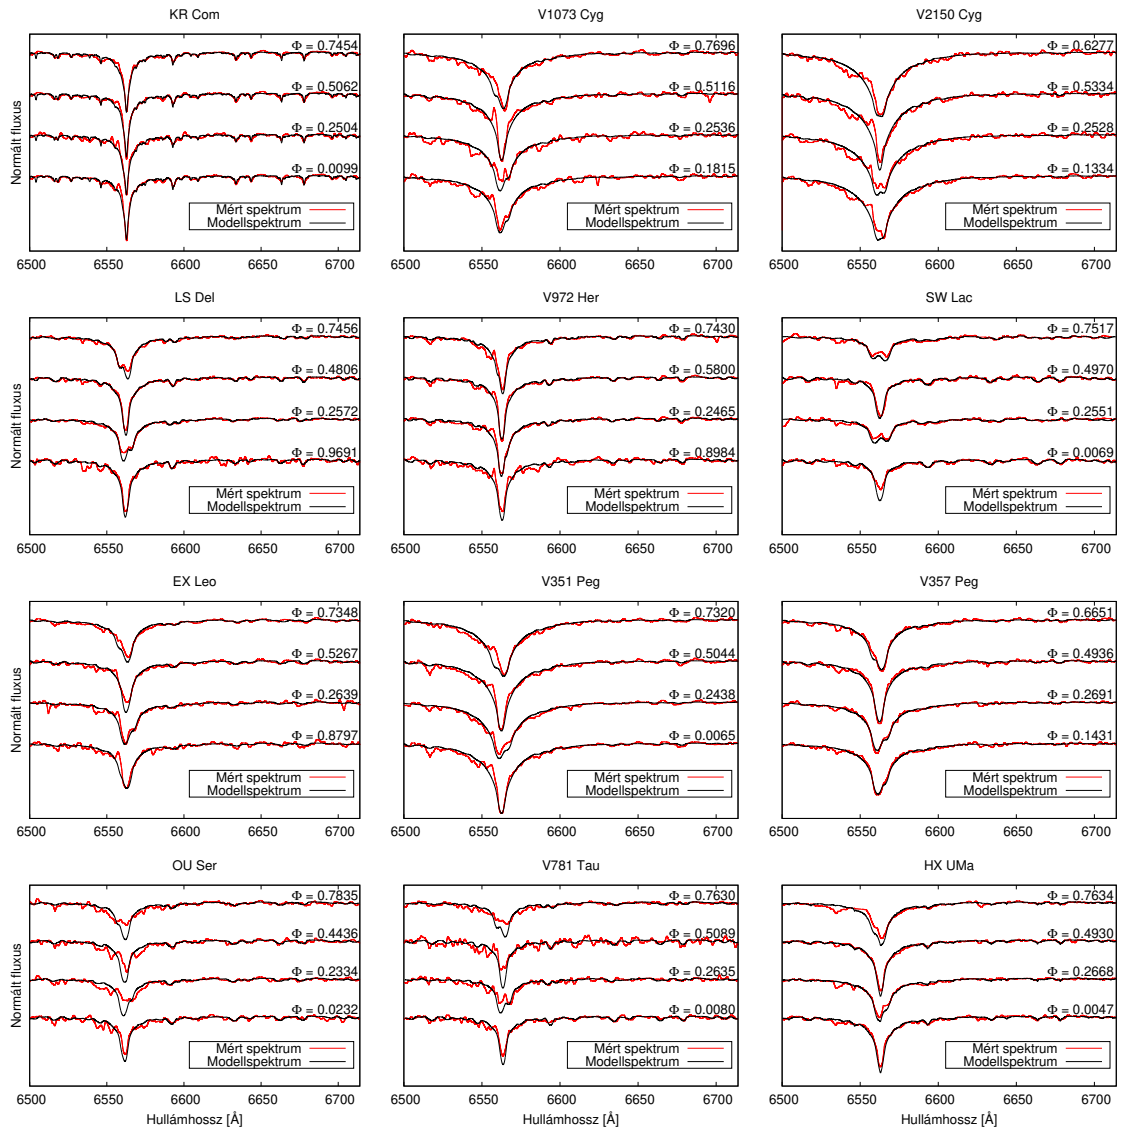 KR Com
V1073 Cyg
V2150 Cyg
Normált fluxus
Φ = 0.7454
Φ = 0.5062
Φ = 0.2504
Φ = 0.0099
Mért spektrum
Modellspektrum
6500 6550 6600 6650 6700
Φ = 0.7696
Φ = 0.5116
Φ = 0.2536
Φ = 0.1815
Mért spektrum
Modellspektrum
6500 6550 6600 6650 6700
Φ = 0.6277
Φ = 0.5334
Φ = 0.2528
Φ = 0.1334
Mért spektrum
Modellspektrum
6500 6550 6600 6650 6700
LS Del
V972 Her
SW Lac
Normált fluxus
Φ = 0.7456
Φ = 0.4806
Φ = 0.2572
Φ = 0.9691
Mért spektrum
Modellspektrum
6500 6550 6600 6650 6700
Φ = 0.7430
Φ = 0.5800
Φ = 0.2465
Φ = 0.8984
Mért spektrum
Modellspektrum
6500 6550 6600 6650 6700
Φ = 0.7517
Φ = 0.4970
Φ = 0.2551
Φ = 0.0069
Mért spektrum
Modellspektrum
6500 6550 6600 6650 6700
EX Leo
V351 Peg
V357 Peg
Normált fluxus
Φ = 0.7348
Φ = 0.5267
Φ = 0.2639
Φ = 0.8797
Mért spektrum
Modellspektrum
6500 6550 6600 6650 6700
Φ = 0.7320
Φ = 0.5044
Φ = 0.2438
Φ = 0.0065
Mért spektrum
Modellspektrum
6500 6550 6600 6650 6700
Φ = 0.6651
Φ = 0.4936
Φ = 0.2691
Φ = 0.1431
Mért spektrum
Modellspektrum
6500 6550 6600 6650 6700
OU Ser
V781 Tau
HX UMa
Normált fluxus
Φ = 0.7835
Φ = 0.4436
Φ = 0.2334
Φ = 0.0232
Mért spektrum
Modellspektrum
6500 6550 6600 6650 6700
Hullámhossz [Å]
Φ = 0.7630
Φ = 0.5089
Φ = 0.2635
Φ = 0.0080
Mért spektrum
Modellspektrum
6500 6550 6600 6650 6700
Hullámhossz [Å]
Φ = 0.7634
Φ = 0.4930
Φ = 0.2668
Φ = 0.0047
Mért spektrum
Modellspektrum
6500 6550 6600 6650 6700
Hullámhossz [Å]